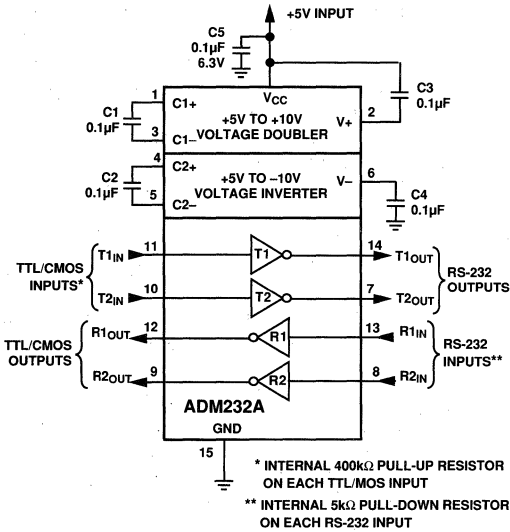 +5V INPUT
C5
0.1µF
6.3V
C3
0.1µF
C1
0.1µF
1
3
C1+
C1–
VCC
+5V TO +10V
VOLTAGE DOUBLER
V+
2
C2
0.1µF
4
5
C2+
C2–
+5V TO –10V
VOLTAGE INVERTER
V–
6
C4
0.1µF
TTL/CMOS
INPUTS*
T1IN
11
T1
14
T1OUT
T2IN
10
T2
7
T2OUT
RS-232
OUTPUTS
TTL/CMOS
OUTPUTS
R1OUT
12
R1
13
R1IN
R2OUT
9
R2
8
R2IN
RS-232
INPUTS**
ADM232A
GND
15
* INTERNAL 400kΩ PULL-UP RESISTOR
ON EACH TTL/MOS INPUT
** INTERNAL 5kΩ PULL-DOWN RESISTOR
ON EACH RS-232 INPUT